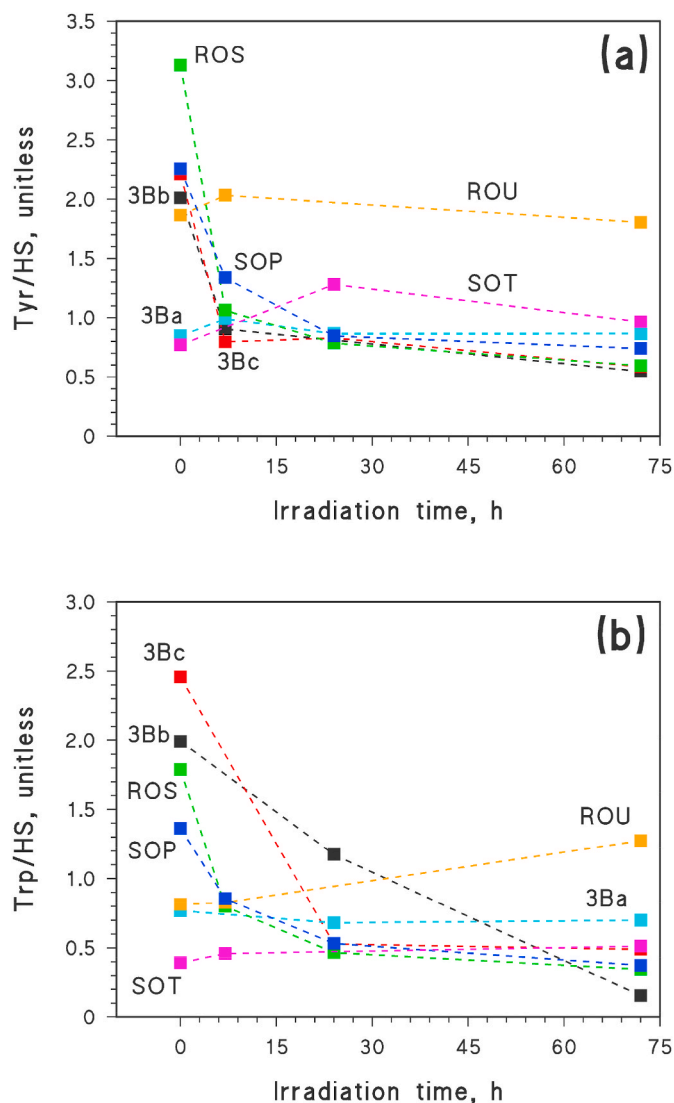 3.5
(a)
ROS
3.0
2.5
3Bb
2.0
ROU
1.5
SOP
SOT
3Ba
1.0
3Bc
0.5
0
Tyr/HS, unitless
0 15 30 45 60 75
Irradiation time, h
3.0
(b)
3Bc
2.5
3Bb
2.0
ROS
1.5
ROU
SOP
1.0
3Ba
0.5
SOT
0
Trp/HS, unitless
0 15 30 45 60 75
Irradiation time, h